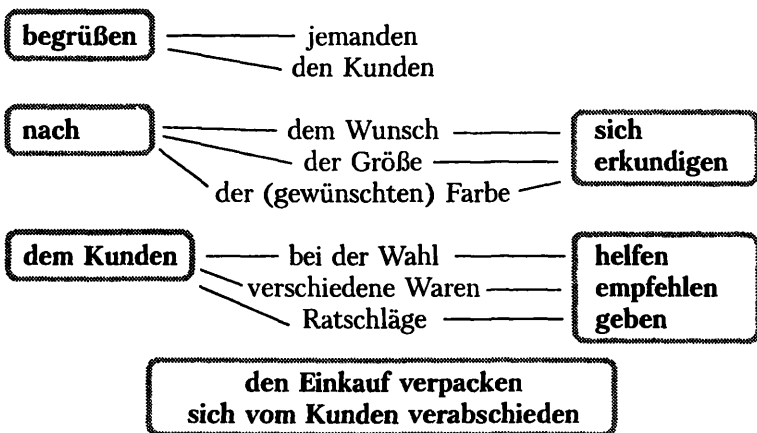 begrüßen jemanden
den Kunden
nach dem Wunsch sich
der Größe erkundigen
der (gewünschten) Farbe
dem Kunden bei der Wahl helfen
verschiedene Waren empfehlen
Ratschläge geben
den Einkauf verpacken
sich vom Kunden verabschieden